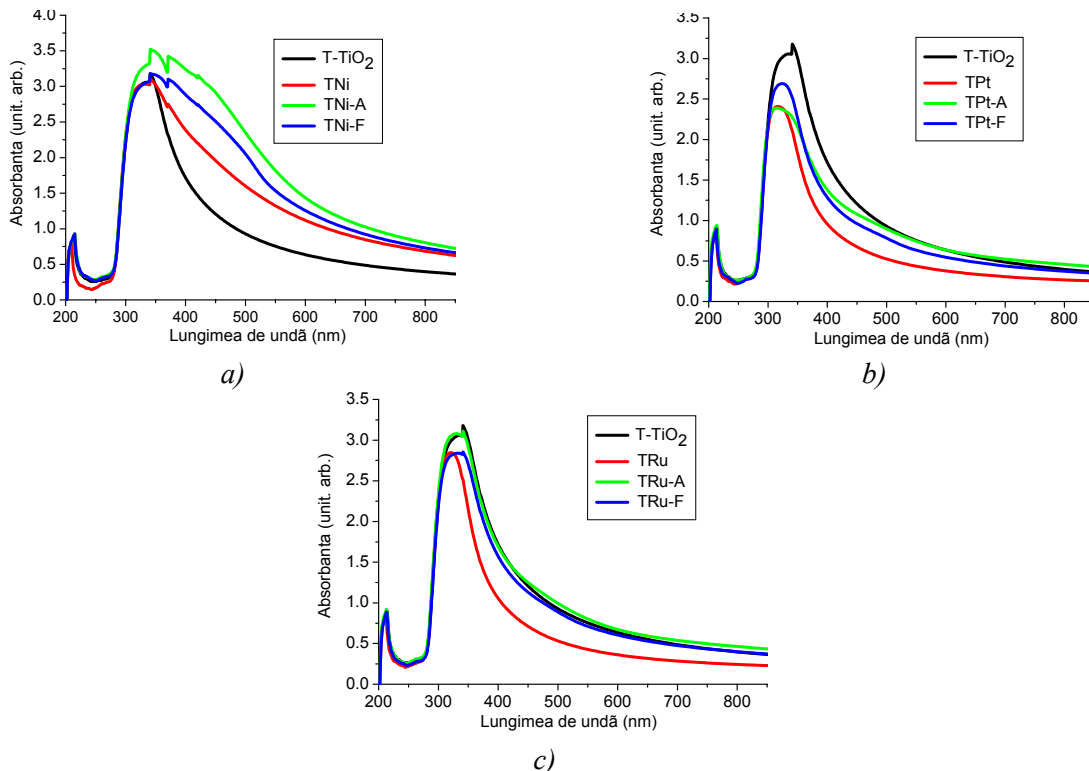 4.0
3.5
3.0
2.5
2.0
1.5
1.0
0.5
0.0
Absorbanta (unit. arb.)
T-TiO2
TNi
TNi-A
TNi-F
200 300 400 500 600 700 800
Lungimea de undã (nm)
a)
3.5
3.0
2.5
2.0
1.5
1.0
0.5
0.0
Absorbanta (unit. arb.)
T-TiO2
TPt
TPt-A
TPt-F
200 300 400 500 600 700 800
Lungimea de undã (nm)
b)
3.5
3.0
2.5
2.0
1.5
1.0
0.5
0.0
Absorbanta (unit. arb.)
T-TiO2
TRu
TRu-A
TRu-F
200 300 400 500 600 700 800
Lungimea de undã (nm)
c)